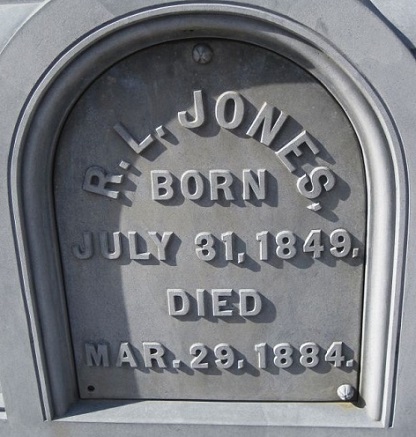 R. L. JONES,
BORN
JULY 31, 1849.
DIED
MAR. 29, 1884.